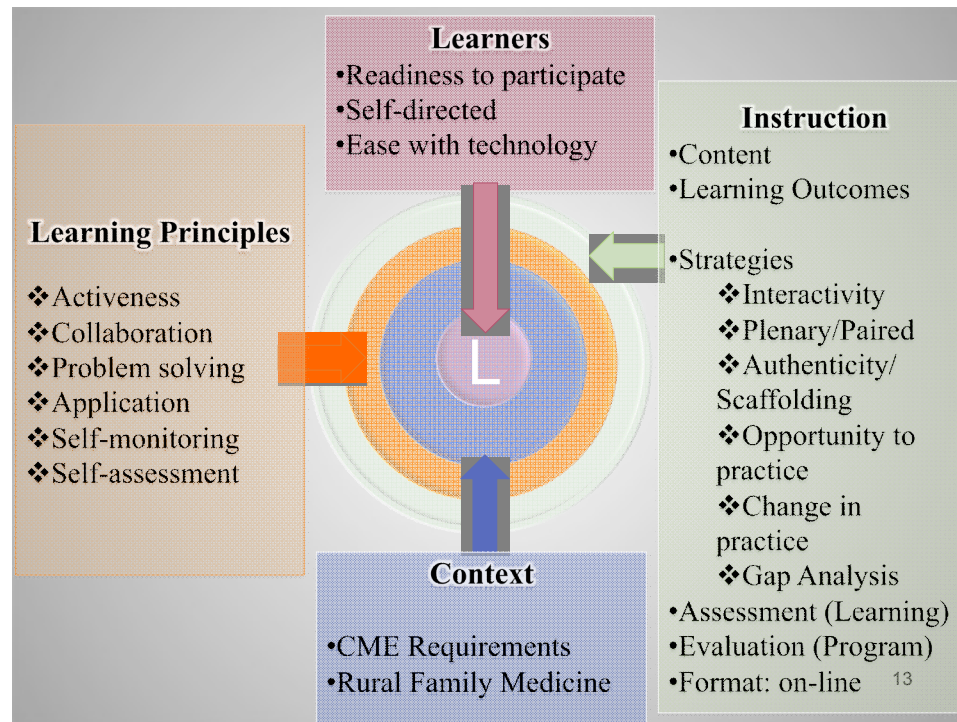 Learners
•Readiness to participate
•Self-directed
•Ease with technology
Learning Principles
❖Activeness
❖Collaboration
❖Problem solving
❖Application
❖Self-monitoring
❖Self-assessment
L
Context
•CME Requirements
•Rural Family Medicine
Instruction
•Content
•Learning Outcomes
•Strategies
❖Interactivity
❖Plenary/Paired
❖Authenticity/
Scaffolding
❖Opportunity to
practice
❖Change in
practice
❖Gap Analysis
•Assessment (Learning)
•Evaluation (Program)
•Format: on-line
13